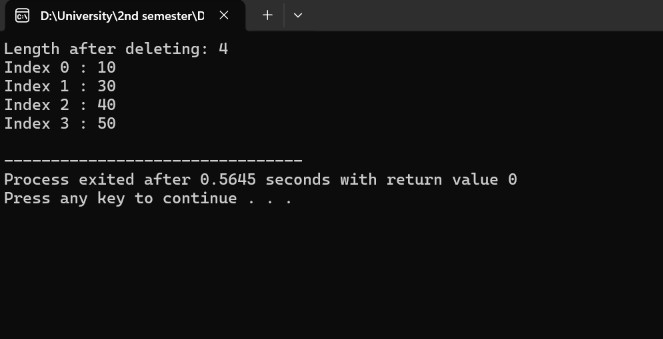 D:\University\2nd semester\D
Length after deleting: 4
Index 0 : 10
Index 1 : 30
Index 2 : 40
Index 3 : 50
--------------------------------
Process exited after 0.5645 seconds with return value 0
Press any key to continue . . .